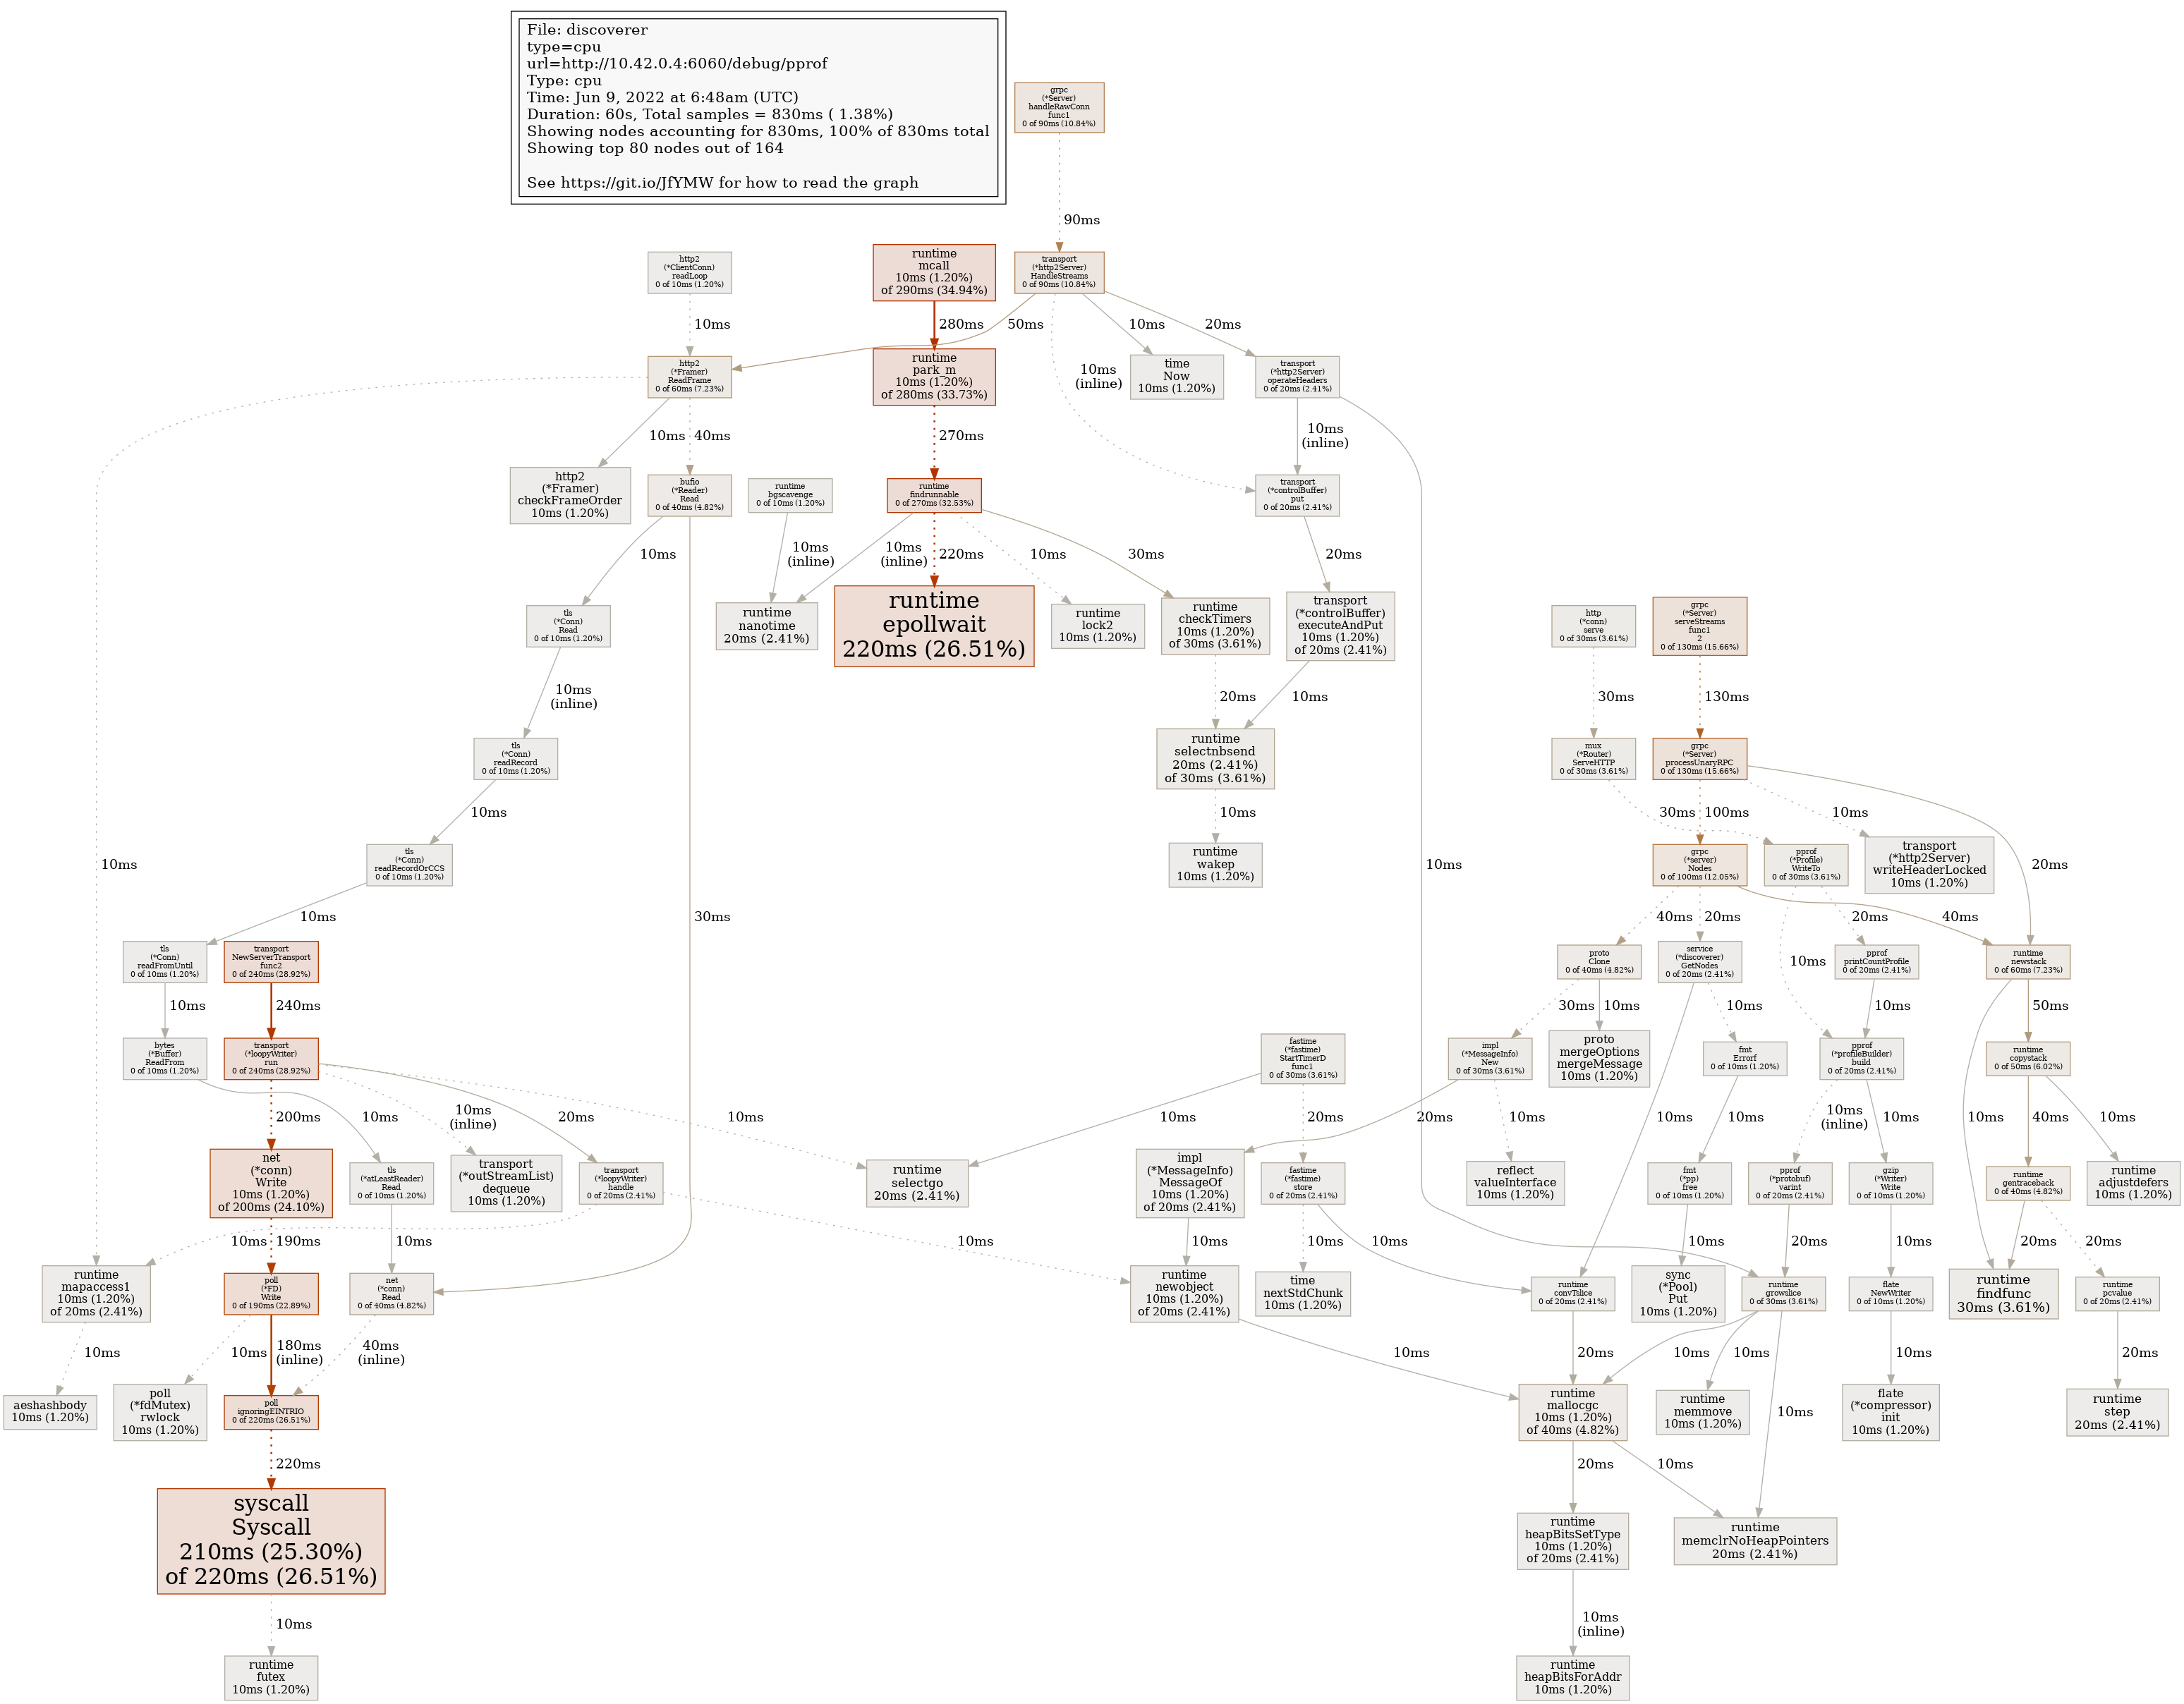 File: discoverer
type=cpu
url=http://10.42.0.4:6060/debug/pprof
Type: cpu
Time: Jun 9, 2022 at 6:48am (UTC)
Duration: 60s, Total samples = 830ms ( 1.38%)
Showing nodes accounting for 830ms, 100% of 830ms total
Showing top 80 nodes out of 164
See https://git.io/JfYMW for how to read the graph
grpc
(*Server)
handleRawConn
func1
0 of 90ms (10.84%)
90ms
http2
(*ClientConn)
readLoop
0 of 10ms (1.20%)
runtime
mcall
10ms (1.20%)
of 290ms (34.94%)
transport
(*http2Server)
HandleStreams
0 of 90ms (10.84%)
10ms
280ms
50ms
10ms
20ms
http2
(*Framer)
ReadFrame
0 of 60ms (7.23%)
runtime
park_m
10ms (1.20%)
of 280ms (33.73%)
10ms
(inline)
time
Now
10ms (1.20%)
transport
(*http2Server)
operateHeaders
0 of 20ms (2.41%)
10ms
40ms
270ms
10ms
(inline)
http2
(*Framer)
checkFrameOrder
10ms (1.20%)
bufio
(*Reader)
Read
0 of 40ms (4.82%)
runtime
bgscavenge
0 of 10ms (1.20%)
runtime
findrunnable
0 of 270ms (32.53%)
transport
(*controlBuffer)
put
0 of 20ms (2.41%)
10ms
10ms
(inline)
10ms
(inline)
220ms
10ms
30ms
20ms
tls
(*Conn)
Read
0 of 10ms (1.20%)
runtime
nanotime
20ms (2.41%)
runtime
epollwait
220ms (26.51%)
runtime
lock2
10ms (1.20%)
runtime
checkTimers
10ms (1.20%)
of 30ms (3.61%)
transport
(*controlBuffer)
executeAndPut
10ms (1.20%)
of 20ms (2.41%)
http
(*conn)
serve
0 of 30ms (3.61%)
grpc
(*Server)
serveStreams
func1
2
0 of 130ms (15.66%)
10ms
(inline)
20ms
10ms
30ms
130ms
tls
(*Conn)
readRecord
0 of 10ms (1.20%)
runtime
selectnbsend
20ms (2.41%)
of 30ms (3.61%)
mux
(*Router)
ServeHTTP
0 of 30ms (3.61%)
grpc
(*Server)
processUnaryRPC
0 of 130ms (15.66%)
10ms
10ms
30ms
100ms
10ms
tls
(*Conn)
readRecordOrCCS
0 of 10ms (1.20%)
runtime
wakep
10ms (1.20%)
grpc
(*server)
Nodes
0 of 100ms (12.05%)
pprof
(*Profile)
WriteTo
0 of 30ms (3.61%)
transport
(*http2Server)
writeHeaderLocked
10ms (1.20%)
10ms
10ms
20ms
10ms
30ms
40ms
20ms
20ms
40ms
tls
(*Conn)
readFromUntil
0 of 10ms (1.20%)
transport
NewServerTransport
func2
0 of 240ms (28.92%)
proto
Clone
0 of 40ms (4.82%)
service
(*discoverer)
GetNodes
0 of 20ms (2.41%)
10ms
pprof
printCountProfile
0 of 20ms (2.41%)
runtime
newstack
0 of 60ms (7.23%)
10ms
240ms
30ms
10ms
10ms
10ms
50ms
bytes
(*Buffer)
ReadFrom
0 of 10ms (1.20%)
transport
(*loopyWriter)
run
0 of 240ms (28.92%)
fastime
(*fastime)
StartTimerD
func1
0 of 30ms (3.61%)
impl
(*MessageInfo)
New
0 of 30ms (3.61%)
proto
mergeOptions
mergeMessage
10ms (1.20%)
fmt
Errorf
0 of 10ms (1.20%)
pprof
(*profileBuilder)
build
0 of 20ms (2.41%)
runtime
copystack
0 of 50ms (6.02%)
200ms
10ms
10ms
(inline)
20ms
10ms
10ms
20ms
20ms
10ms
10ms
10ms
10ms
(inline)
10ms
10ms
40ms
10ms
net
(*conn)
Write
10ms (1.20%)
of 200ms (24.10%)
tls
(*atLeastReader)
Read
0 of 10ms (1.20%)
transport
(*outStreamList)
dequeue
10ms (1.20%)
transport
(*loopyWriter)
handle
0 of 20ms (2.41%)
runtime
selectgo
20ms (2.41%)
impl
(*MessageInfo)
MessageOf
10ms (1.20%)
of 20ms (2.41%)
fastime
(*fastime)
store
0 of 20ms (2.41%)
reflect
valueInterface
10ms (1.20%)
fmt
(*pp)
free
0 of 10ms (1.20%)
pprof
(*protobuf)
varint
0 of 20ms (2.41%)
gzip
(*Writer)
Write
0 of 10ms (1.20%)
runtime
gentraceback
0 of 40ms (4.82%)
runtime
adjustdefers
10ms (1.20%)
10ms
190ms
10ms
10ms
10ms
10ms
10ms
10ms
20ms
10ms
20ms
20ms
runtime
mapaccess1
10ms (1.20%)
of 20ms (2.41%)
poll
(*FD)
Write
0 of 190ms (22.89%)
net
(*conn)
Read
0 of 40ms (4.82%)
runtime
newobject
10ms (1.20%)
of 20ms (2.41%)
time
nextStdChunk
10ms (1.20%)
runtime
convTslice
0 of 20ms (2.41%)
sync
(*Pool)
Put
10ms (1.20%)
runtime
growslice
0 of 30ms (3.61%)
flate
NewWriter
0 of 10ms (1.20%)
runtime
findfunc
30ms (3.61%)
runtime
pcvalue
0 of 20ms (2.41%)
10ms
10ms
180ms
(inline)
40ms
(inline)
10ms
20ms
10ms
10ms
10ms
10ms
20ms
aeshashbody
10ms (1.20%)
poll
(*fdMutex)
rwlock
10ms (1.20%)
poll
ignoringEINTRIO
0 of 220ms (26.51%)
runtime
mallocgc
10ms (1.20%)
of 40ms (4.82%)
runtime
memmove
10ms (1.20%)
flate
(*compressor)
init
10ms (1.20%)
runtime
step
20ms (2.41%)
220ms
20ms
10ms
syscall
Syscall
210ms (25.30%)
of 220ms (26.51%)
runtime
heapBitsSetType
10ms (1.20%)
of 20ms (2.41%)
runtime
memclrNoHeapPointers
20ms (2.41%)
10ms
10ms
(inline)
runtime
futex
10ms (1.20%)
runtime
heapBitsForAddr
10ms (1.20%)